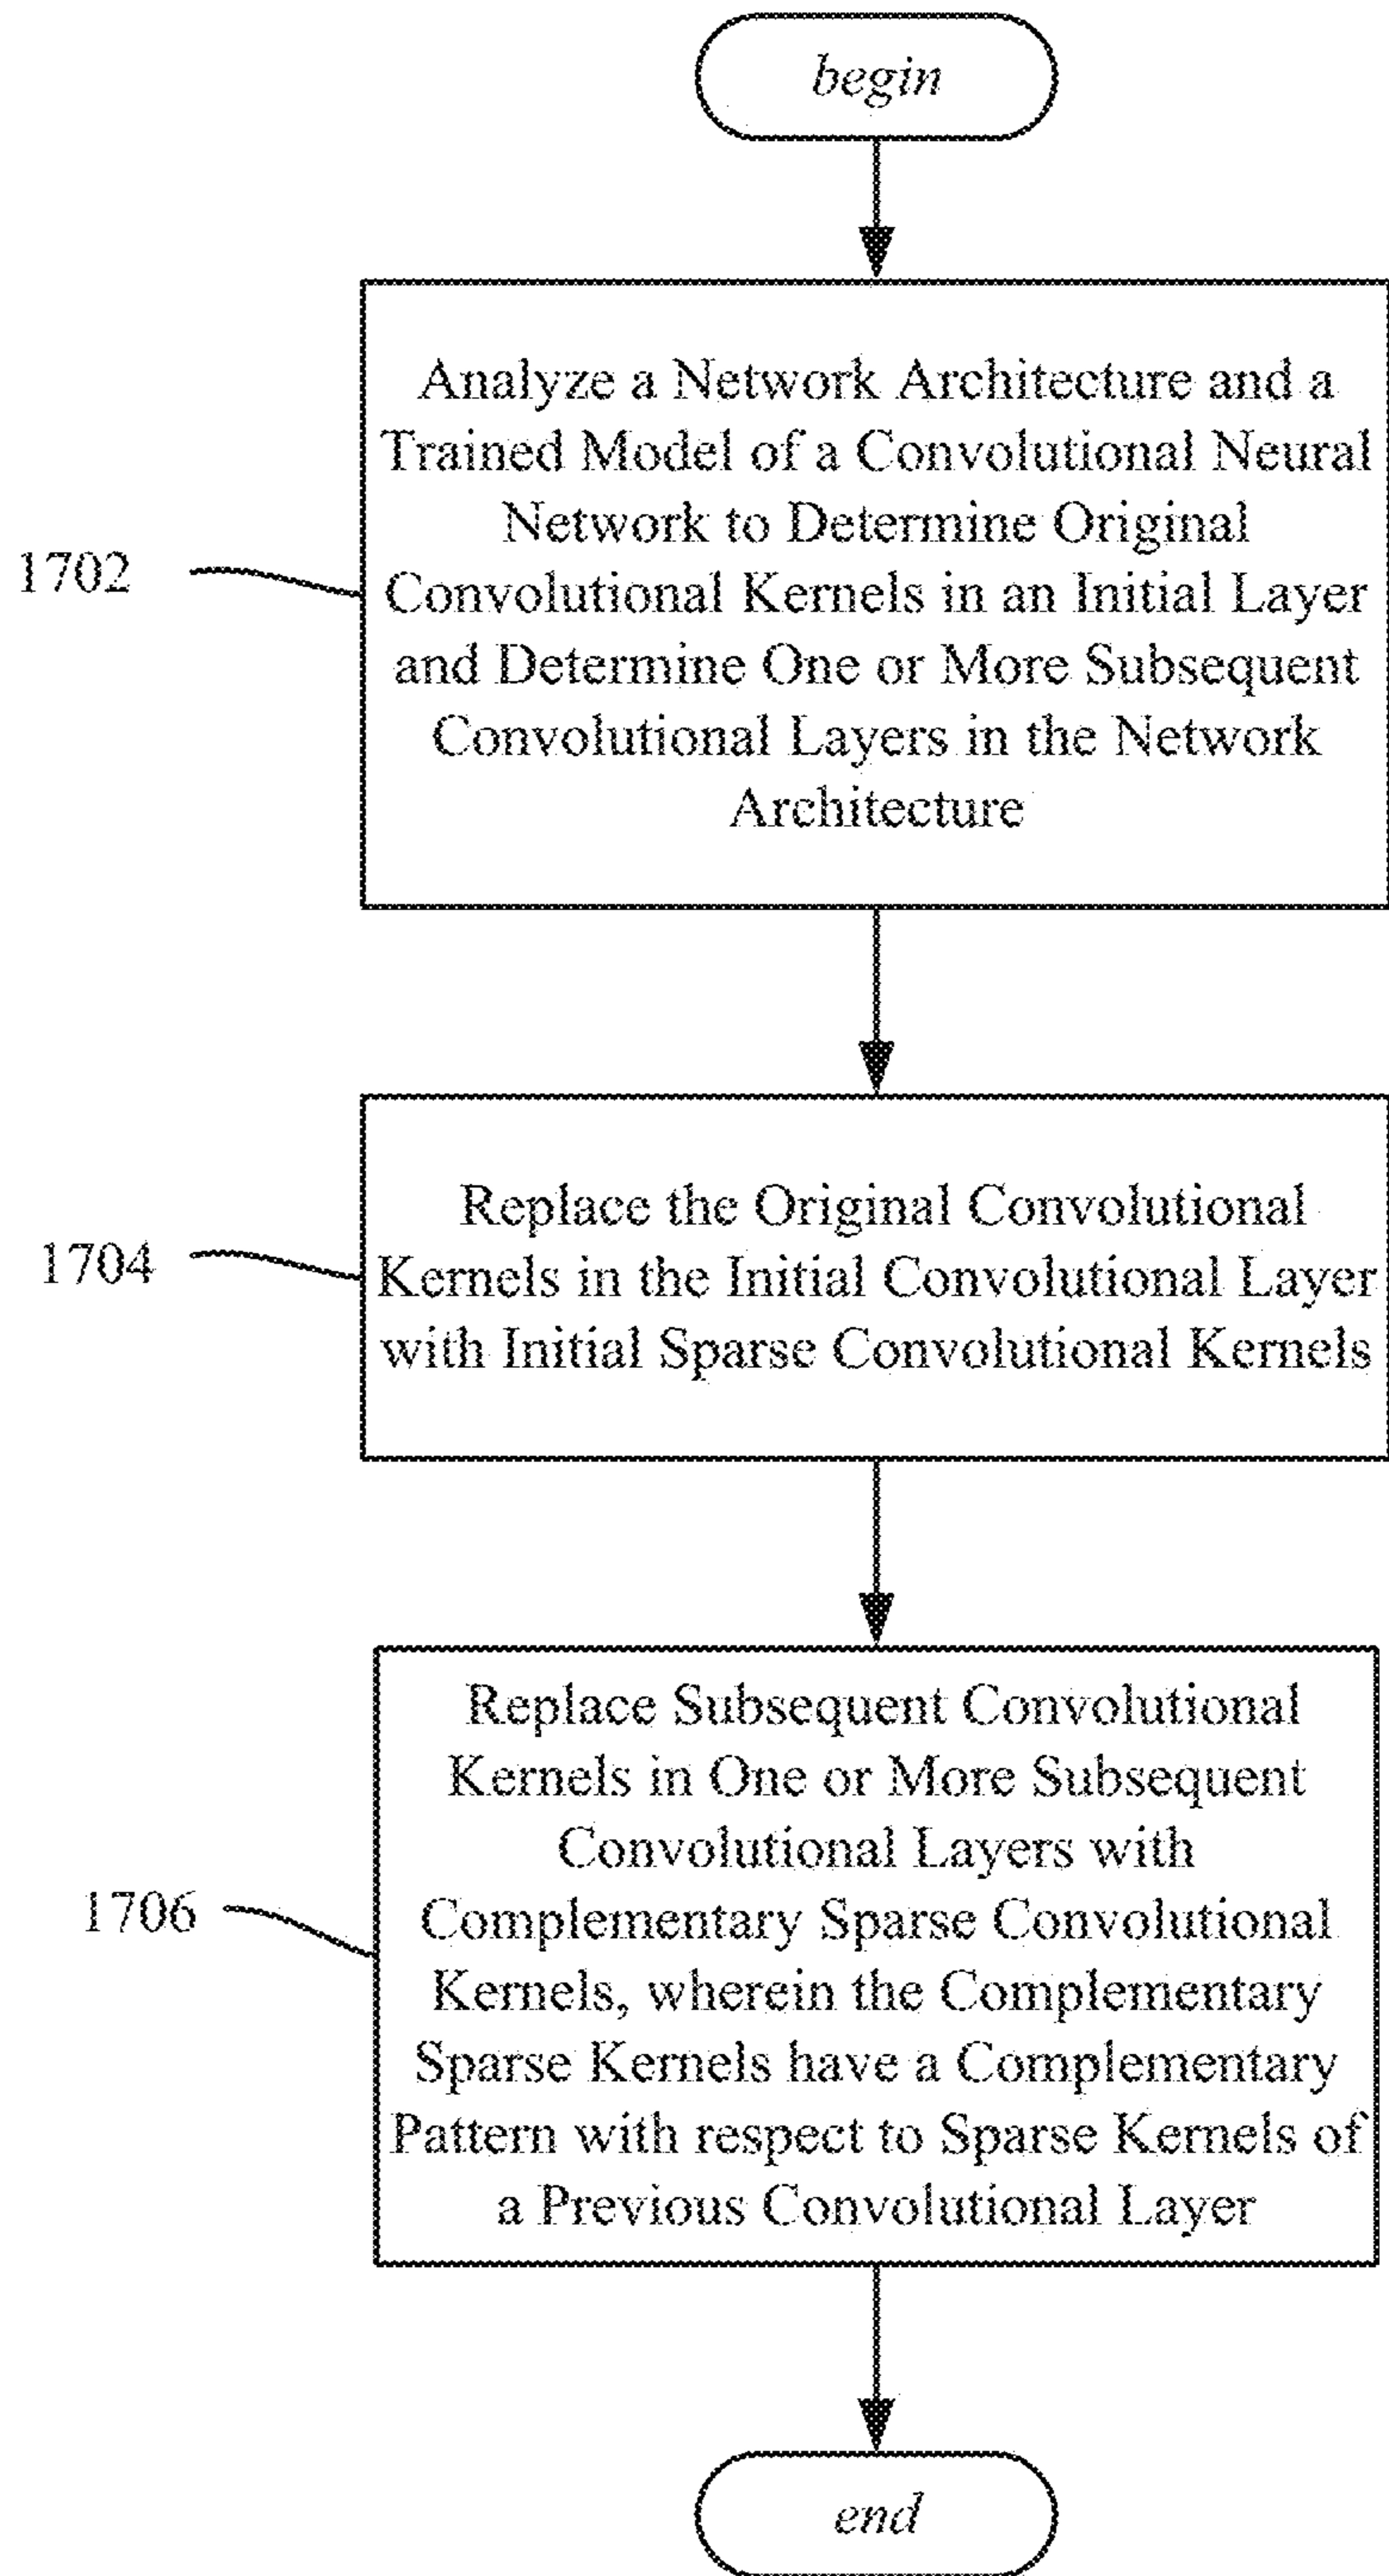 begin
Analyze a Network Architecture and a
Trained Model of a Convolutional Neural
Network to Determine Original
Convolutional Kernels in an Initial Layer
and Determine One or More Subsequent
Convolutional Layers in the Network
Architecture
1702
Replace the Original Convolutional
Kernels in the Initial Convolutional Layer
with Initial Sparse Convolutional Kernels
1704
Replace Subsequent Convolutional
Kernels in One or More Subsequent
Convolutional Layers with
Complementary Sparse Convolutional
Kernels, wherein the Complementary
Sparse Kernels have a Complementary
Pattern with respect to Sparse Kernels of
a Previous Convolutional Layer
1706
end